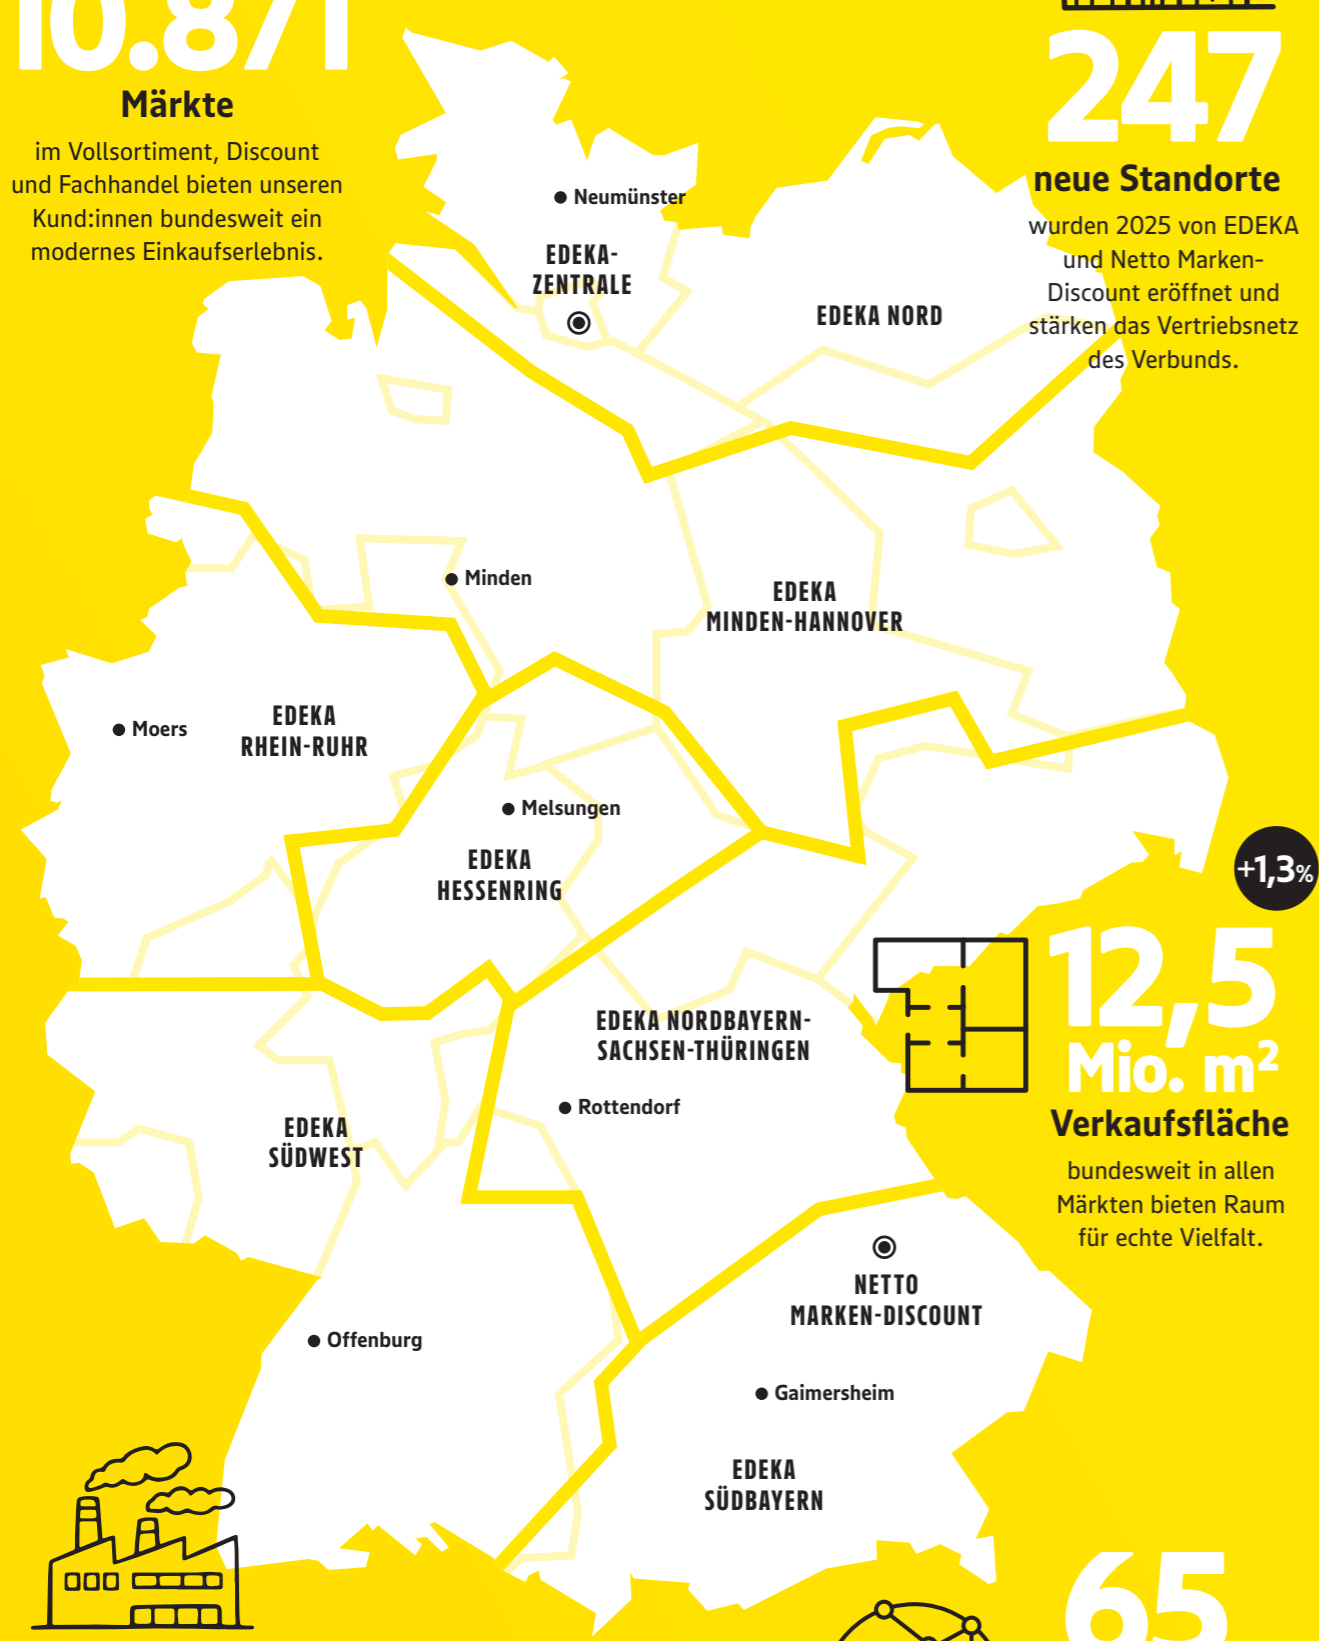 10.871
Märkte
im Vollsortiment, Discount
und Fachhandel bieten unseren
Kund:innen bundesweit ein
modernes Einkaufserlebnis.
247
neue Standorte
wurden 2025 von EDEKA
und Netto Marken-
Discount eröffnet und
stärken das Vertriebsnetz
des Verbunds.
Neumünster
EDEKA-
ZENTRALE
EDEKA NORD
Minden
EDEKA
MINDEN-HANNOVER
Moers
EDEKA
RHEIN-RUHR
Melsungen
EDEKA
HESSENRING
+1,3%
12,5
Mio. m²
Verkaufsfläche
bundesweit in allen
Märkten bieten Raum
für echte Vielfalt.
EDEKA NORDBAYERN-
SACHSEN-THÜRINGEN
Rottendorf
EDEKA
SÜDWEST
NETTO
MARKEN-DISCOUNT
Offenburg
Gaimersheim
EDEKA
SÜDBAYERN
65